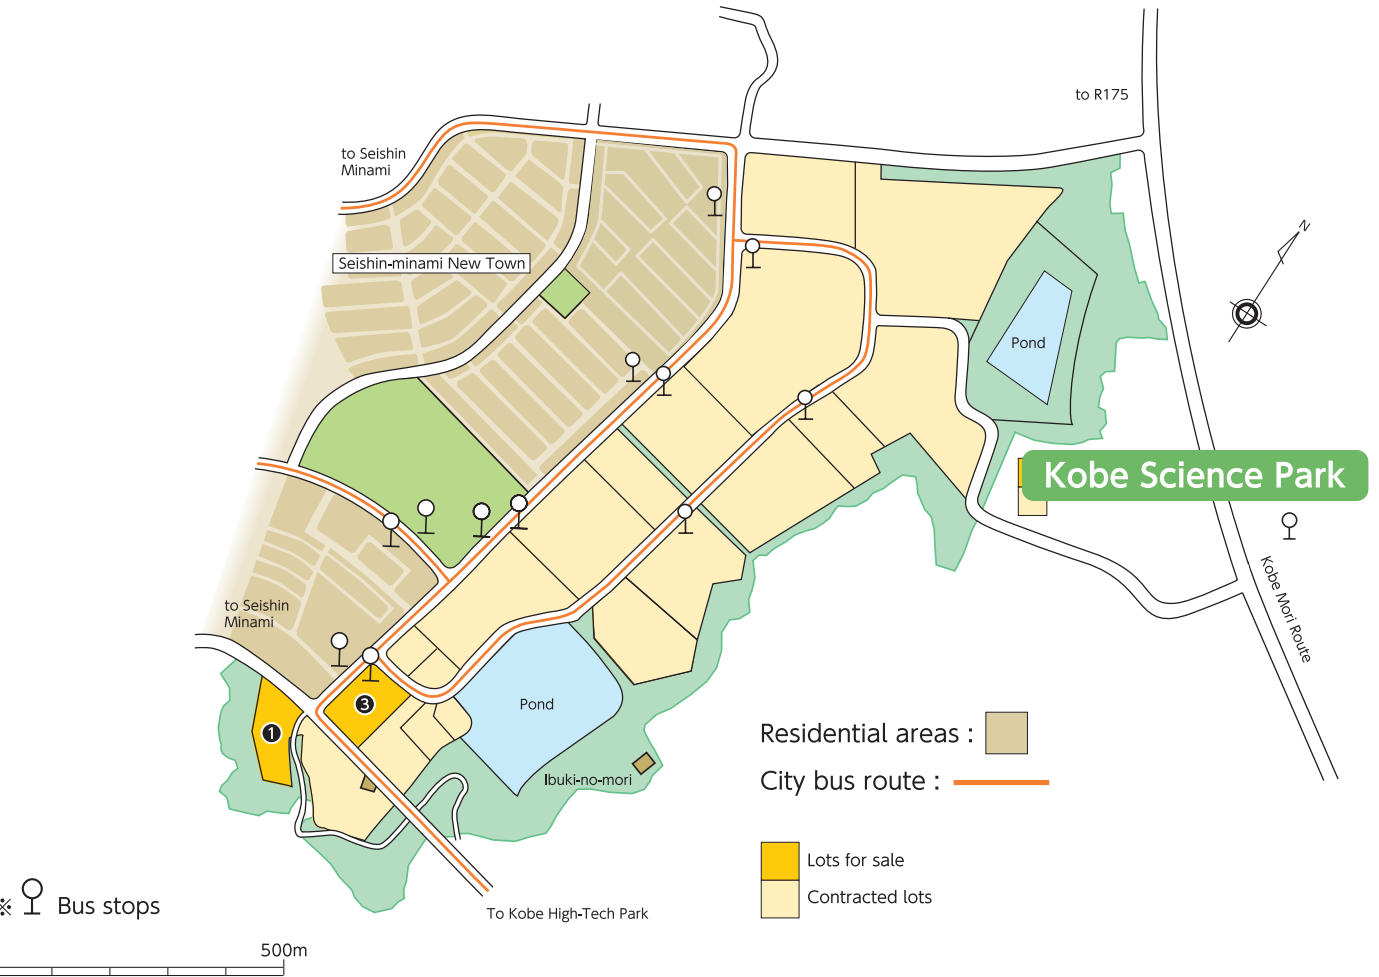 to R175
to Seishin
Minami
N
Seishin-minami New Town
Pond
Kobe Science Park
Kobe Mori Route
to Seishin
Minami
3
1
Pond
Ibuki-no-mori
Residential areas :
City bus route :
Lots for sale
Contracted lots
※ Bus stops
To Kobe High-Tech Park
500m